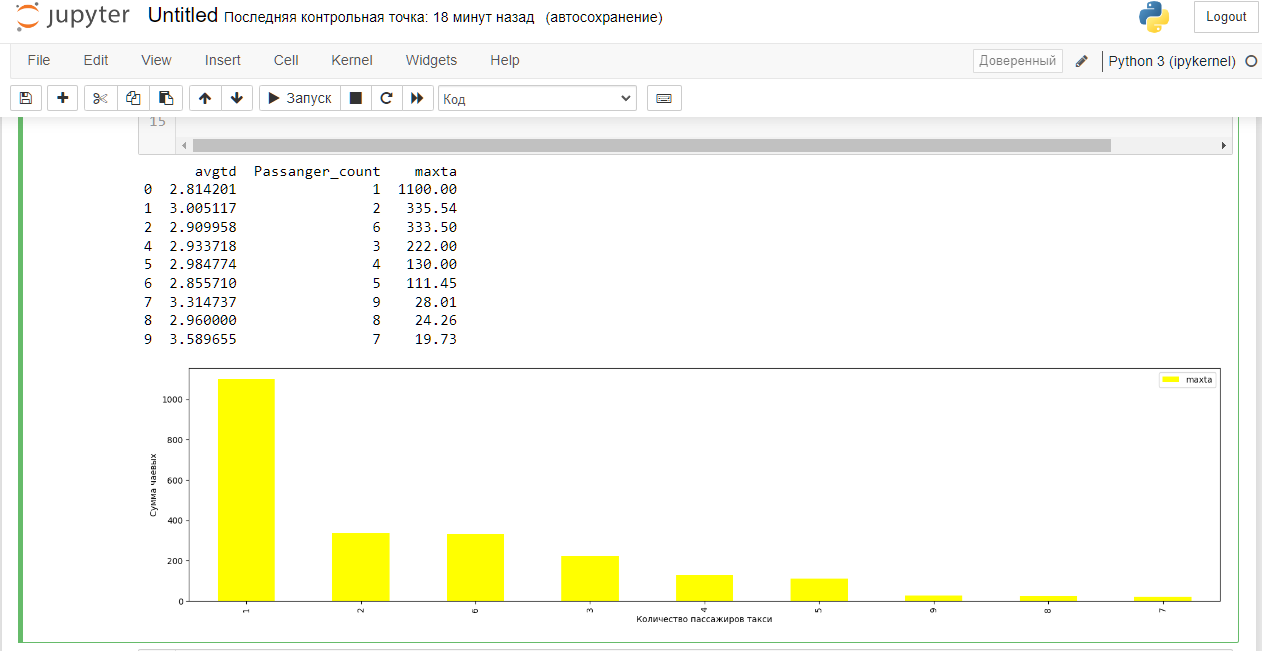 jupyter Untitled Последняя контрольная точка: 18 минут назад (автосохранение) Logout
File Edit View Insert Cell Kernel Widgets Help Доверенный Python 3 (ipykernel)
Запуск Код
15
avgtd Passanger_count maxta
0 2.814201 1 1100.00
1 3.005117 2 335.54
2 2.909958 6 333.50
4 2.933718 3 222.00
5 2.984774 4 130.00
6 2.855710 5 111.45
7 3.314737 9 28.01
8 2.960000 8 24.26
9 3.589655 7 19.73
maxta
1000
800
600
400
200
0
Сумма чаевых
1 2 6 3 4 5 9 8 7
Количество пассажиров такси